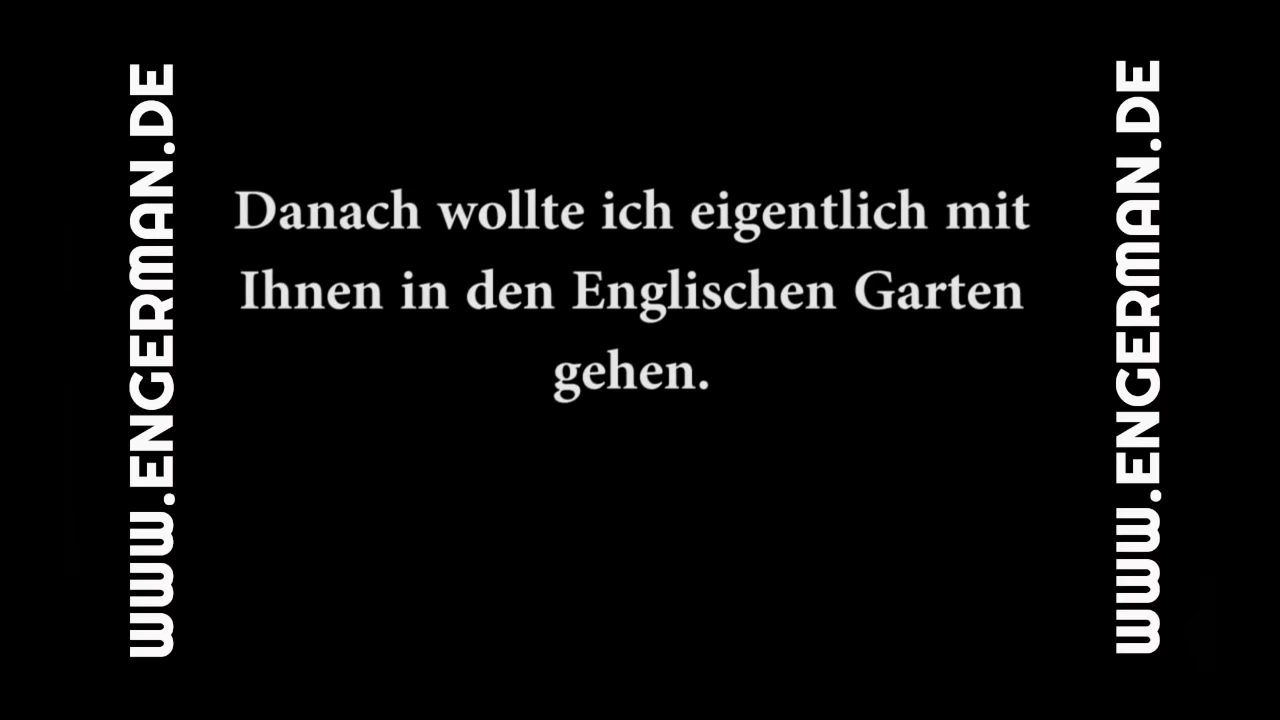 WWW.ENGERMAN.DE
Danach wollte ich eigentlich mit
Ihnen in den Englischen Garten
gehen.
WWW.ENGERMAN.DE